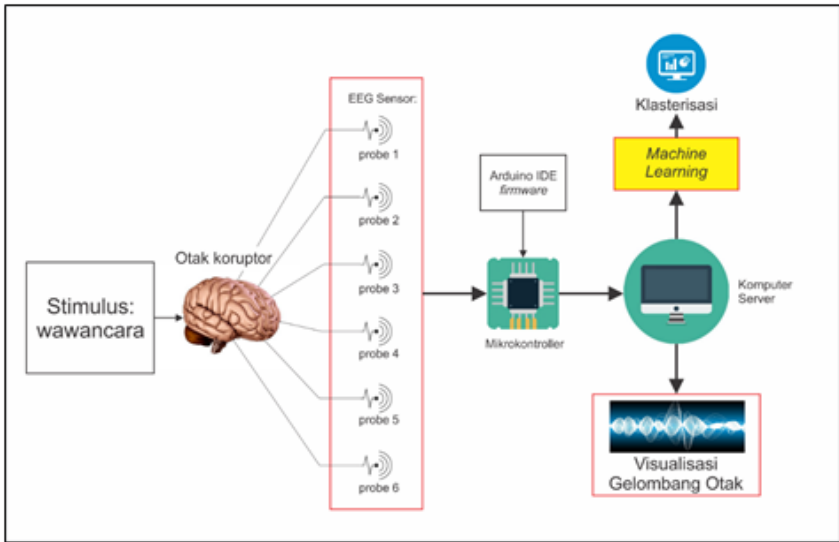 Stimulus:
wawancara
Otak koruptor
EEG Sensor:
probe 1
probe 2
probe 3
probe 4
probe 5
probe 6
Arduino IDE
firmware
Mikrokontroller
Komputer
Server
Machine
Learning
Klasterisasi
Visualisasi
Gelombang Otak